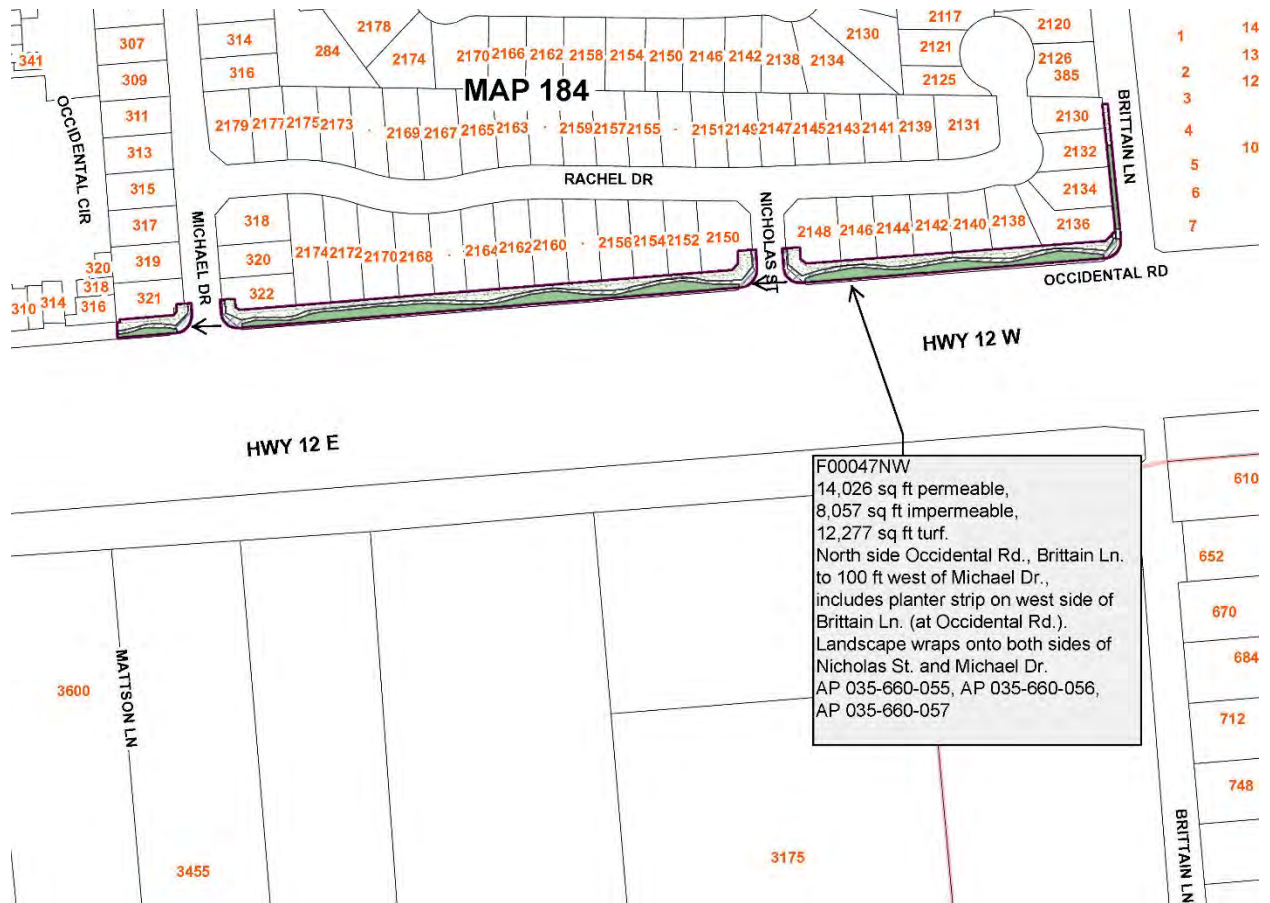 2178
2117
2120
14
307
314
284
2174
2170 2166 2162 2158 2154 2150 2146 2142 2138 2134
2130
2121
1
13
341
309
316
MAP 184
2125
2126
385
2
12
OCCIDENTAL CIR
311
2179 2177 2175 2173
2169 2167 2165 2163
2159 2157 2155
2151 2149 2147 2145 2143 2141 2139 2131
2130
BRITTAIN LN
3
4
313
2132
10
5
315
RACHEL DR
2134
6
317
MICHAEL DR
318
NICHOLAS S
2136
7
319
320
2174 2172 2170 2168
2164 2162 2160
2156 2154 2152 2150
2148 2146 2144 2142 2140 2138
320
318
310 314 316
321
322
OCCIDENTAL RD
HWY 12 W
HWY 12 E
F00047NW
14,026 sq ft permeable,
8,057 sq ft impermeable,
12,277 sq ft turf.
North side Occidental Rd., Brittain Ln.
to 100 ft west of Michael Dr.,
includes planter strip on west side of
Brittain Ln. (at Occidental Rd.).
Landscape wraps onto both sides of
Nicholas St. and Michael Dr.
AP 035-660-055, AP 035-660-056,
AP 035-660-057
610
652
670
684
712
748
3600
MATTSON LN
3455
3175
BRITTAIN LN